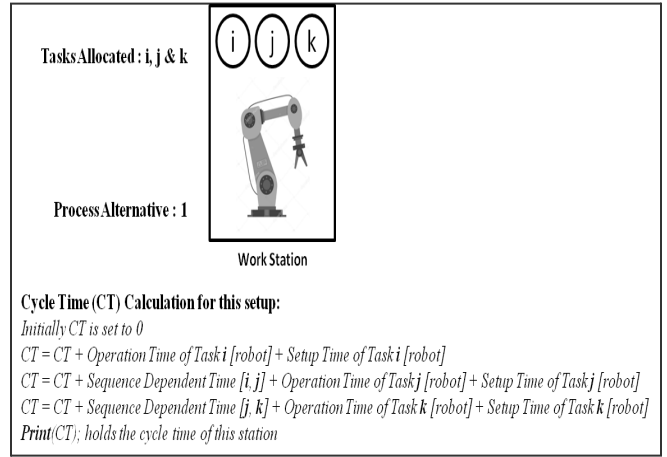 Tasks Allocated : i, j & k
i j k
Process Alternative : 1
Work Station
Cycle Time (CT) Calculation for this setup:
Initially CT is set to 0
CT = CT + Operation Time of Task i [robot] + Setup Time of Task i [robot]
CT = CT + Sequence Dependent Time [i, j] + Operation Time of Task j [robot] + Setup Time of Task j [robot]
CT = CT + Sequence Dependent Time [j, k] + Operation Time of Task k [robot] + Setup Time of Task k [robot]
Print(CT); holds the cycle time of this station